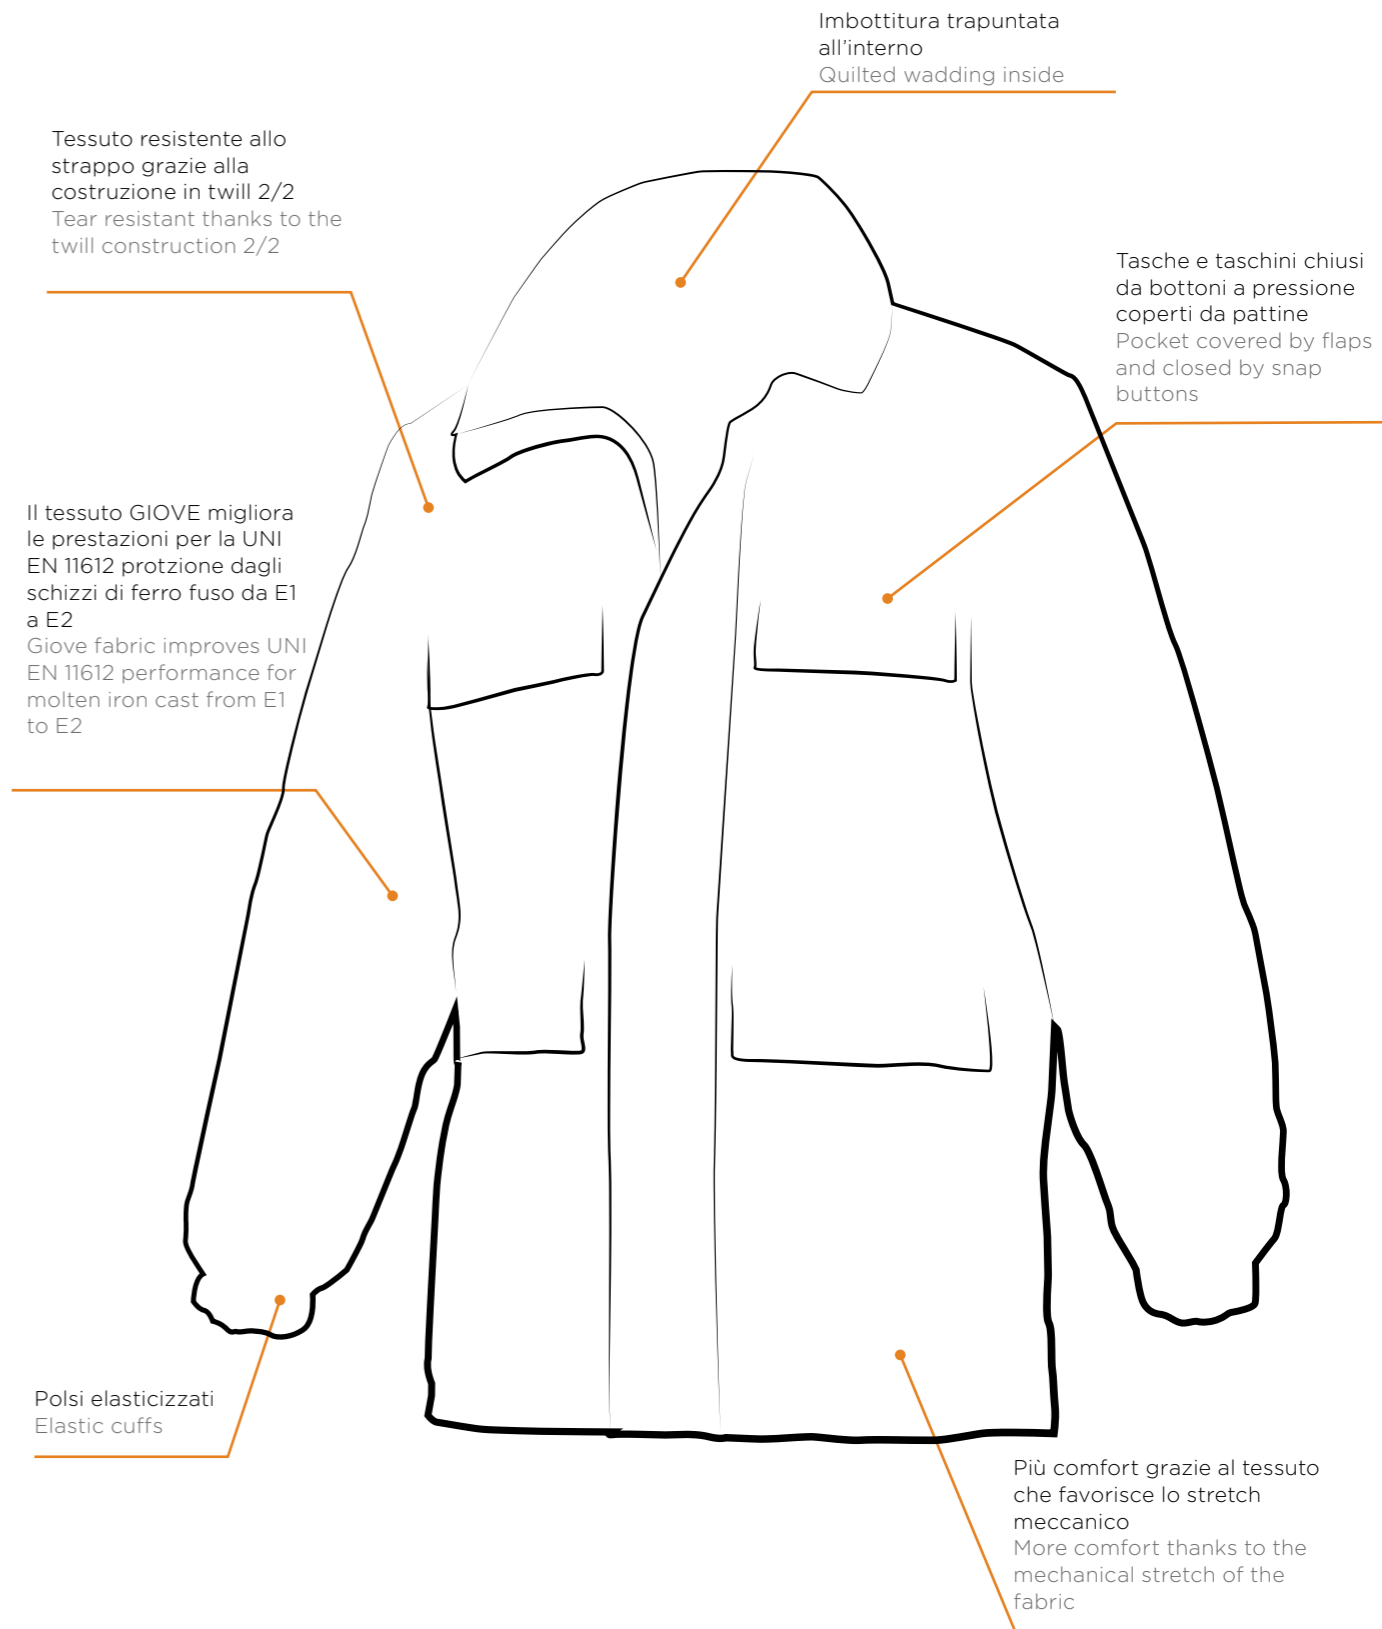 Imbottitura trapuntata
all'interno
Quilted wadding inside
Tessuto resistente allo
strappo grazie alla
costruzione in twill 2/2
Tear resistant thanks to the
twill construction 2/2
Tasche e taschini chiusi
da bottoni a pressione
coperti da pattine
Pocket covered by flaps
and closed by snap
buttons
Il tessuto GIOVE migliora
le prestazioni per la UNI
EN 11612 protzione dagli
schizzi di ferro fuso da E1
a E2
Giove fabric improves UNI
EN 11612 performance for
molten iron cast from E1
to E2
Polsi elasticizzati
Elastic cuffs
Più comfort grazie al tessuto
che favorisce lo stretch
meccanico
More comfort thanks to the
mechanical stretch of the
fabric